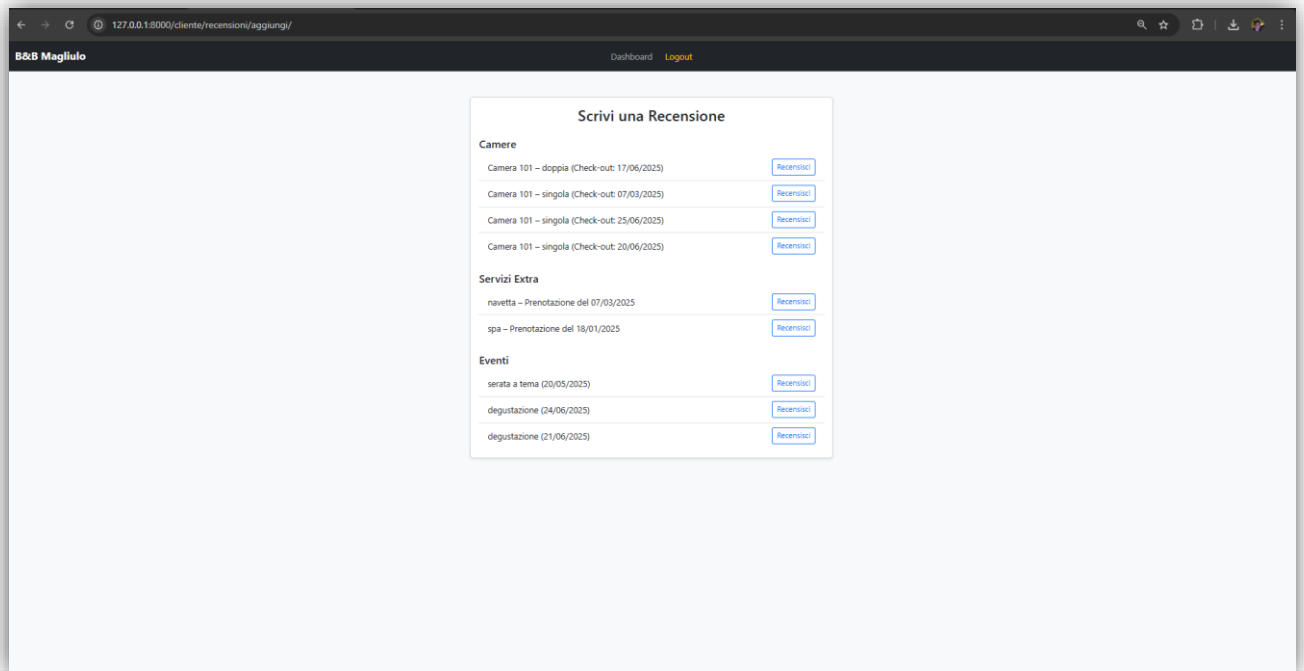 127.0.0.1:8000/cliente/recensioni/aggiungi/
B&B Magliulo Dashboard Logout
Scrivi una Recensione
Camere
Camera 101 – doppia (Check-out: 17/06/2025) Recensisci
Camera 101 – singola (Check-out: 07/03/2025) Recensisci
Camera 101 – singola (Check-out: 25/06/2025) Recensisci
Camera 101 – singola (Check-out: 20/06/2025) Recensisci
Servizi Extra
navetta – Prenotazione del 07/03/2025 Recensisci
spa – Prenotazione del 18/01/2025 Recensisci
Eventi
serata a tema (20/05/2025) Recensisci
degustazione (24/06/2025) Recensisci
degustazione (21/06/2025) Recensisci